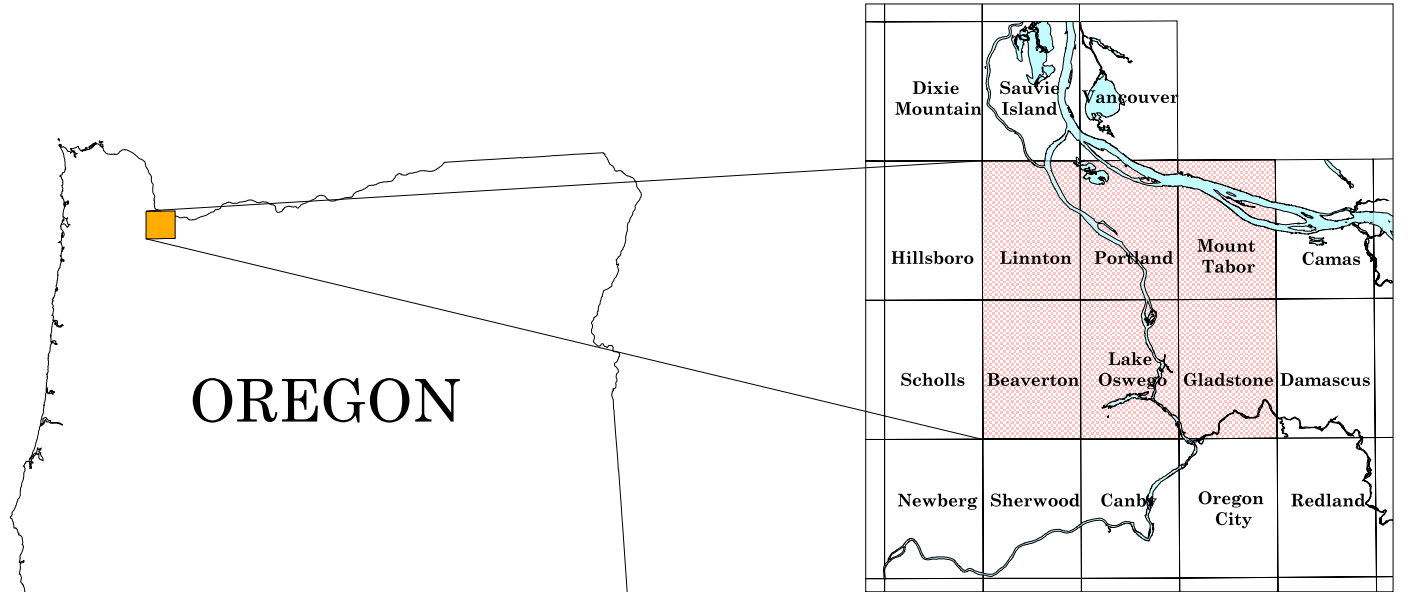 OREGON
Dixie
Mountain
Sauvie
Island
Vancouver
Hillsboro
Linnton
Portland
Mount
Tabor
Camas
Scholls
Beaverton
Lake
Oswego
Gladstone
Damascus
Newberg
Sherwood
Canby
Oregon
City
Redland